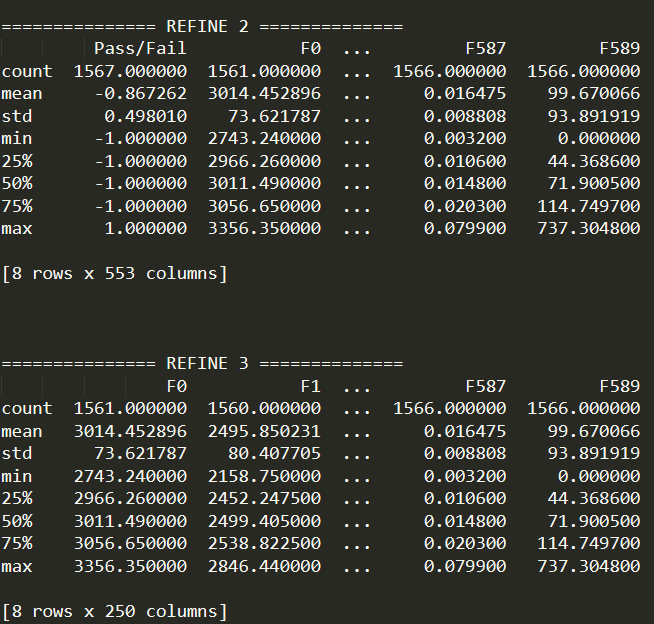 =============== REFINE 2 ==============
Pass/Fail F0 ... F587 F589
count 1567.000000 1561.000000 ... 1566.000000 1566.000000
mean -0.867262 3014.452896 ... 0.016475 99.670066
std 0.498010 73.621787 ... 0.008808 93.891919
min -1.000000 2743.240000 ... 0.003200 0.000000
25% -1.000000 2966.260000 ... 0.010600 44.368600
50% -1.000000 3011.490000 ... 0.014800 71.900500
75% -1.000000 3056.650000 ... 0.020300 114.749700
max 1.000000 3356.350000 ... 0.079900 737.304800
[8 rows x 553 columns]
=============== REFINE 3 ==============
F0 F1 ... F587 F589
count 1561.000000 1560.000000 ... 1566.000000 1566.000000
mean 3014.452896 2495.850231 ... 0.016475 99.670066
std 73.621787 80.407705 ... 0.008808 93.891919
min 2743.240000 2158.750000 ... 0.003200 0.000000
25% 2966.260000 2452.247500 ... 0.010600 44.368600
50% 3011.490000 2499.405000 ... 0.014800 71.900500
75% 3056.650000 2538.822500 ... 0.020300 114.749700
max 3356.350000 2846.440000 ... 0.079900 737.304800
[8 rows x 250 columns]